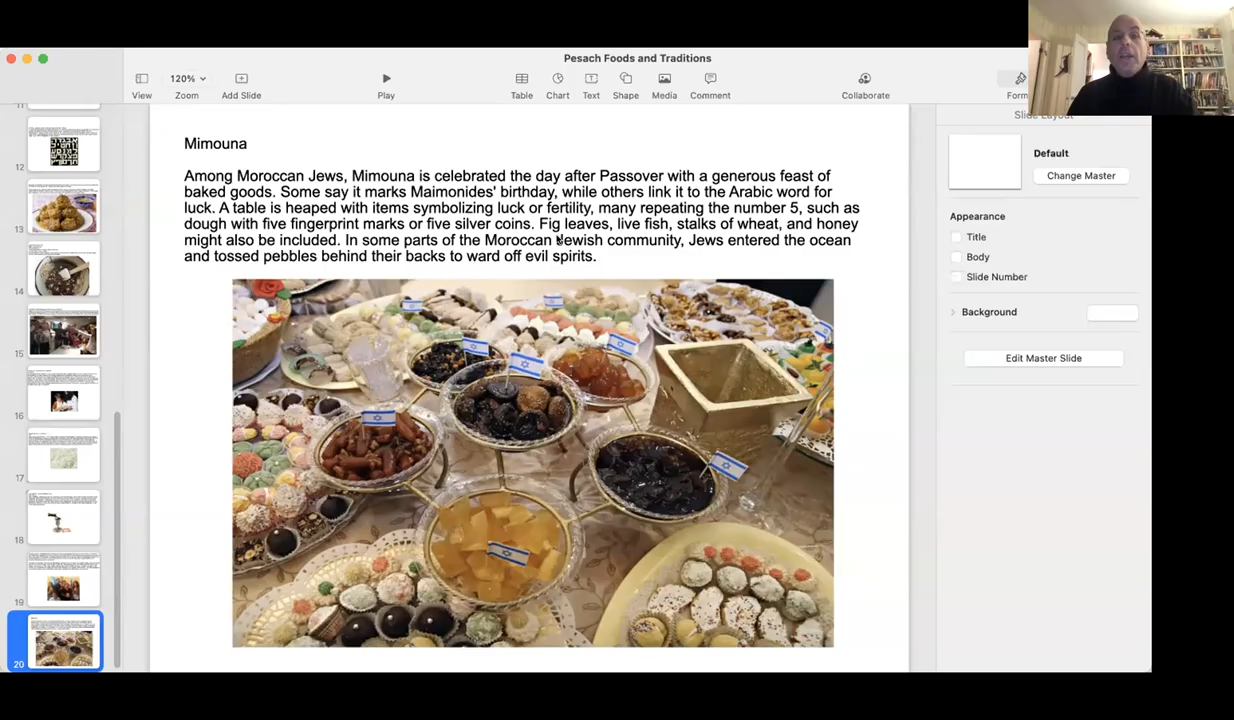 Pesach Foods and Traditions
120%
View
Zoom
Add Slide
Play
Table
Chart
Text
Shape
Media
Comment
Collaborate
Form
Slide Layout
Mimouna
Among Moroccan Jews, Mimouna is celebrated the day after Passover with a generous feast of
baked goods. Some say it marks Maimonides' birthday, while others link it to the Arabic word for
luck. A table is heaped with items symbolizing luck or fertility, many repeating the number 5, such as
dough with five fingerprint marks or five silver coins. Fig leaves, live fish, stalks of wheat, and honey
might also be included. In some parts of the Moroccan Jewish community, Jews entered the ocean
and tossed pebbles behind their backs to ward off evil spirits.
Default
Change Master
Appearance
Title
Body
Slide Number
Background
Edit Master Slide
12
13
14
15
16
17
18
19
20